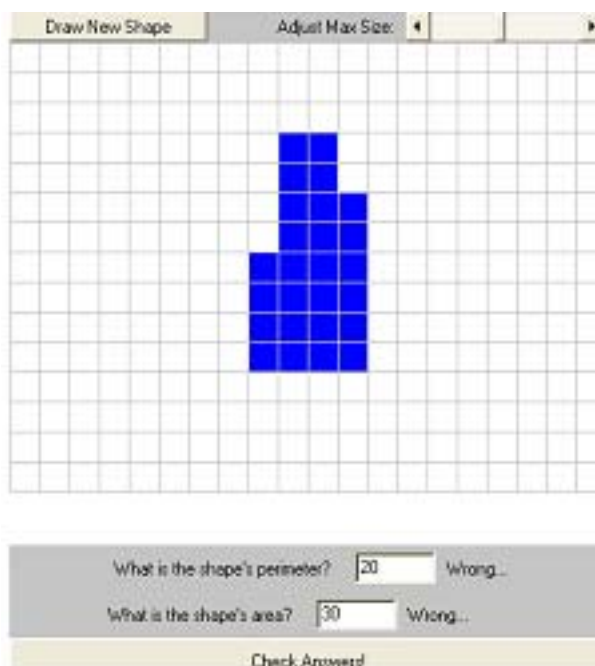 Draw New Shape Adjust Max Size:
What is the shape's perimeter? 20 Wrong...
What is the shape's area? 30 Wrong...
Check Answers!